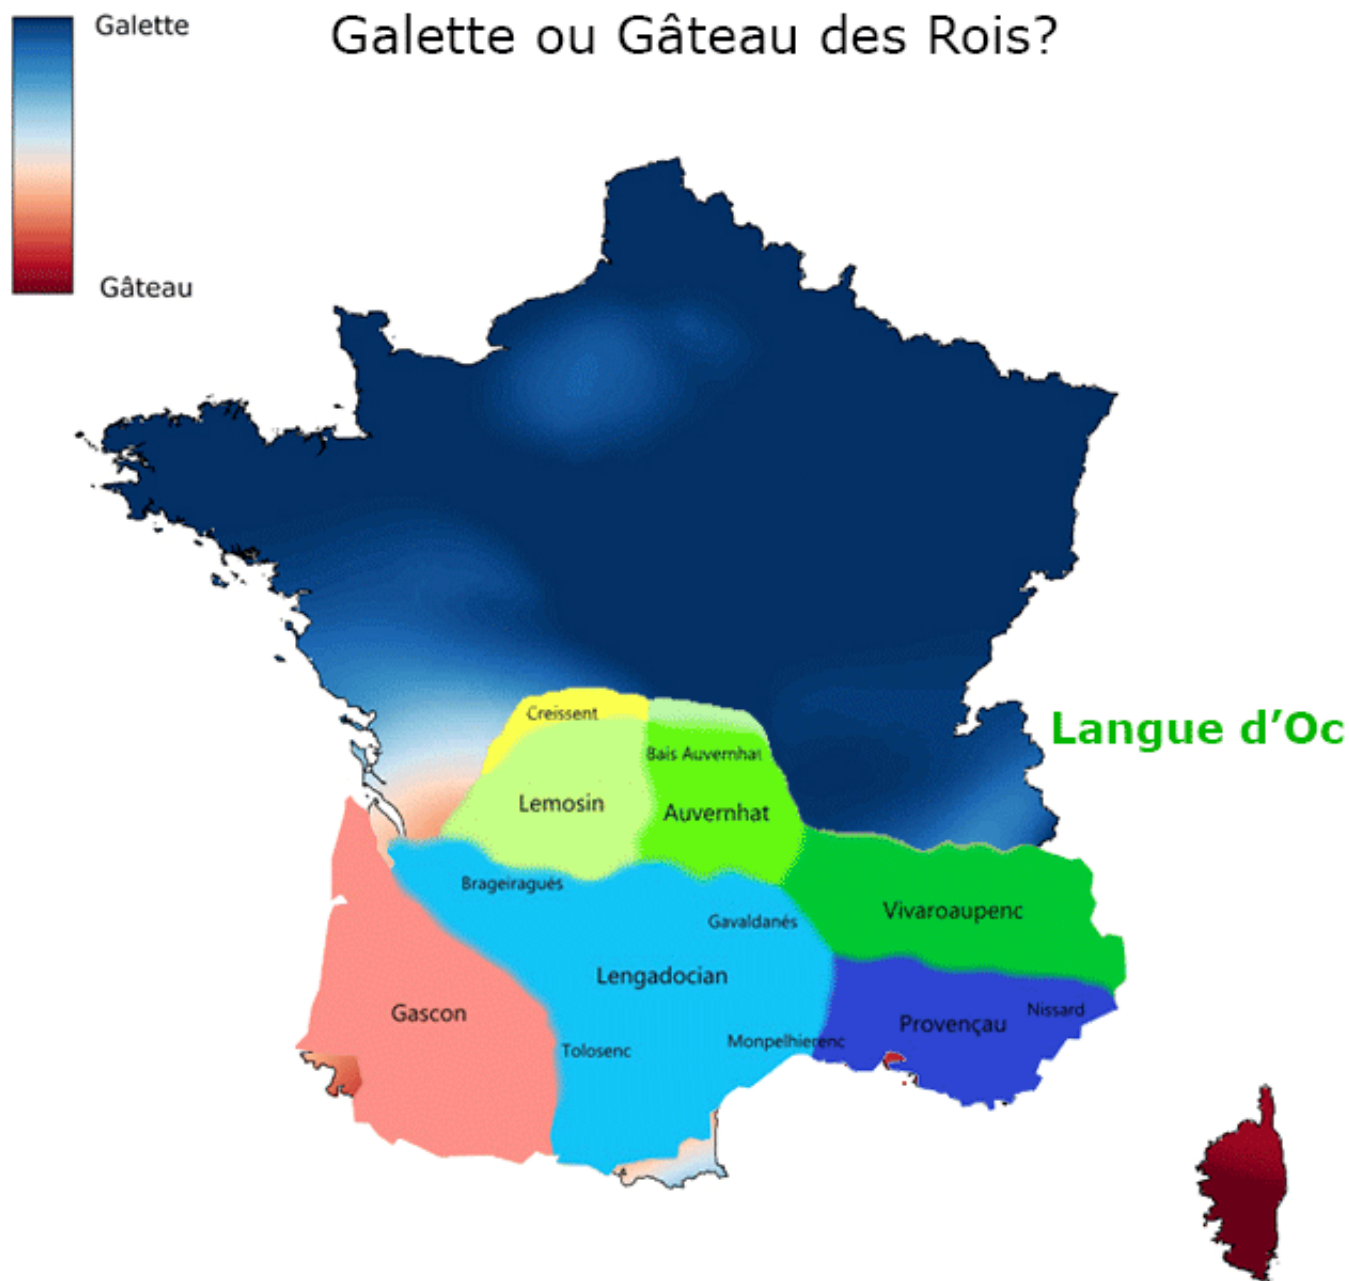 Galette
Galette ou Gâteau des Rois?
Gâteau
Creissent
Langue d'Oc
Bais Auvernhat
Lemosin
Auvernhat
Brageiragués
Vivaroaupenc
Gavaldanés
Lengadocian
Gascon
Nissard
Provençau
Monpelhierenc
Tolosenc